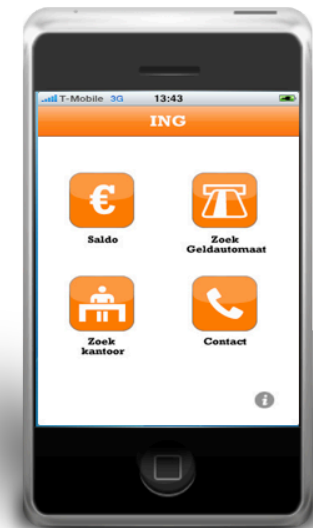 T-Mobile 3G 13:43
ING
€
Saldo
Zoek
Geldautomaat
Zoek
kantoor
Contact
i